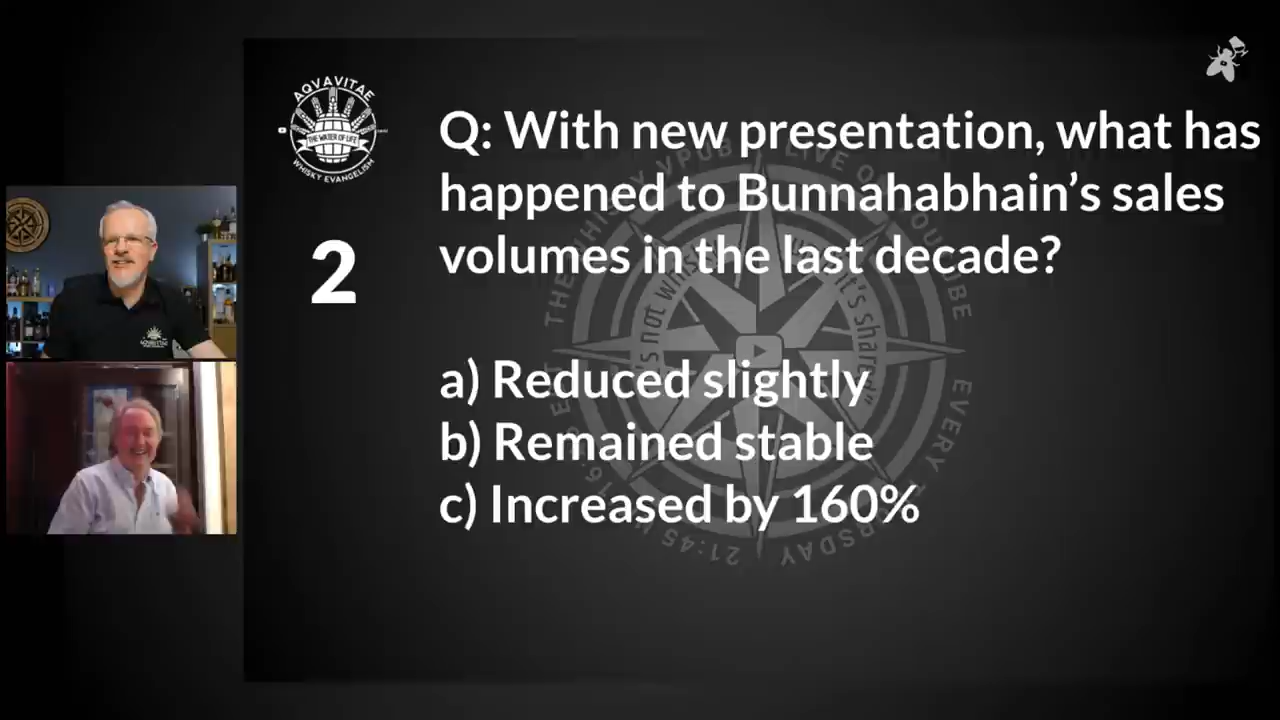 AQVAVITAE
THE WATER OF LIFE
WHISKY EVANGELISM
2
Q: With new presentation, what has
happened to Bunnahabhain’s sales
volumes in the last decade?
a) Reduced slightly
b) Remained stable
c) Increased by 160%